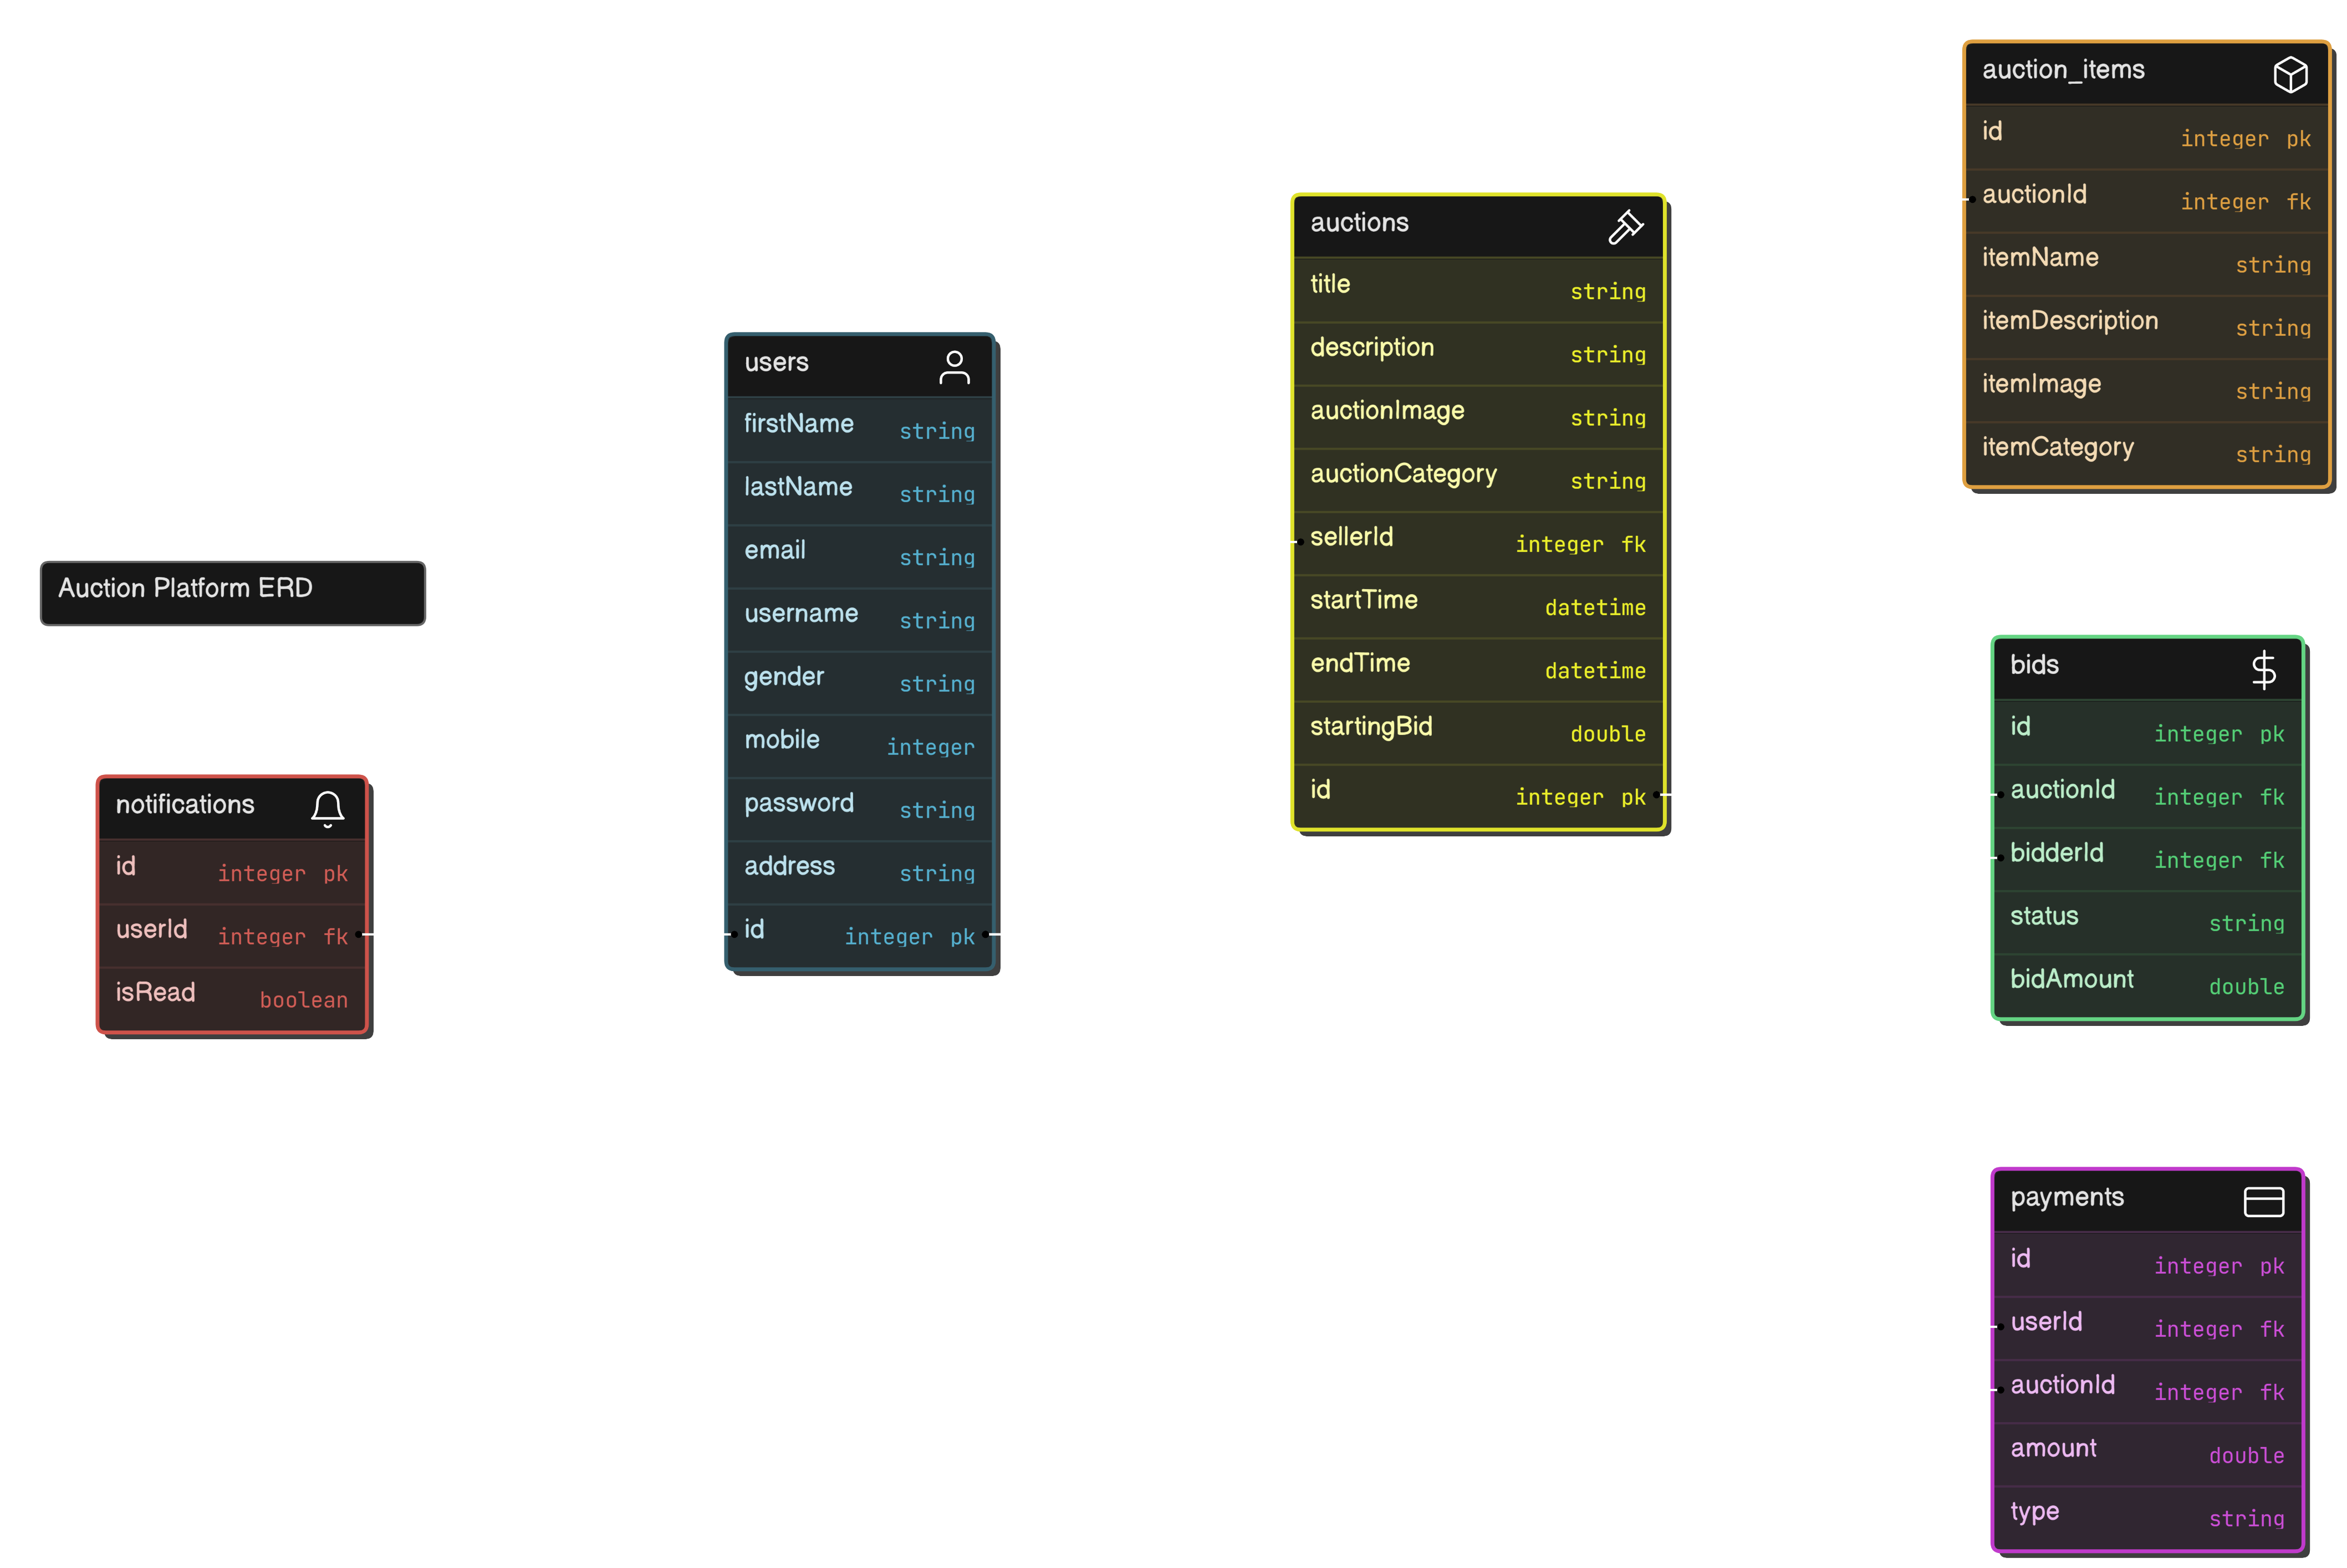 Auction Platform ERD
notifications
id integer pk
userId integer fk
isRead boolean
users
firstName string
lastName string
email string
username string
gender string
mobile integer
password string
address string
id integer pk
auctions
title string
description string
auctionImage string
auctionCategory string
sellerId integer fk
startTime datetime
endTime datetime
startingBid double
id integer pk
auction_items
id integer pk
auctionId integer fk
itemName string
itemDescription string
itemImage string
itemCategory string
bids
id integer pk
auctionId integer fk
bidderId integer fk
status string
bidAmount double
payments
id integer pk
userId integer fk
auctionId integer fk
amount double
type string